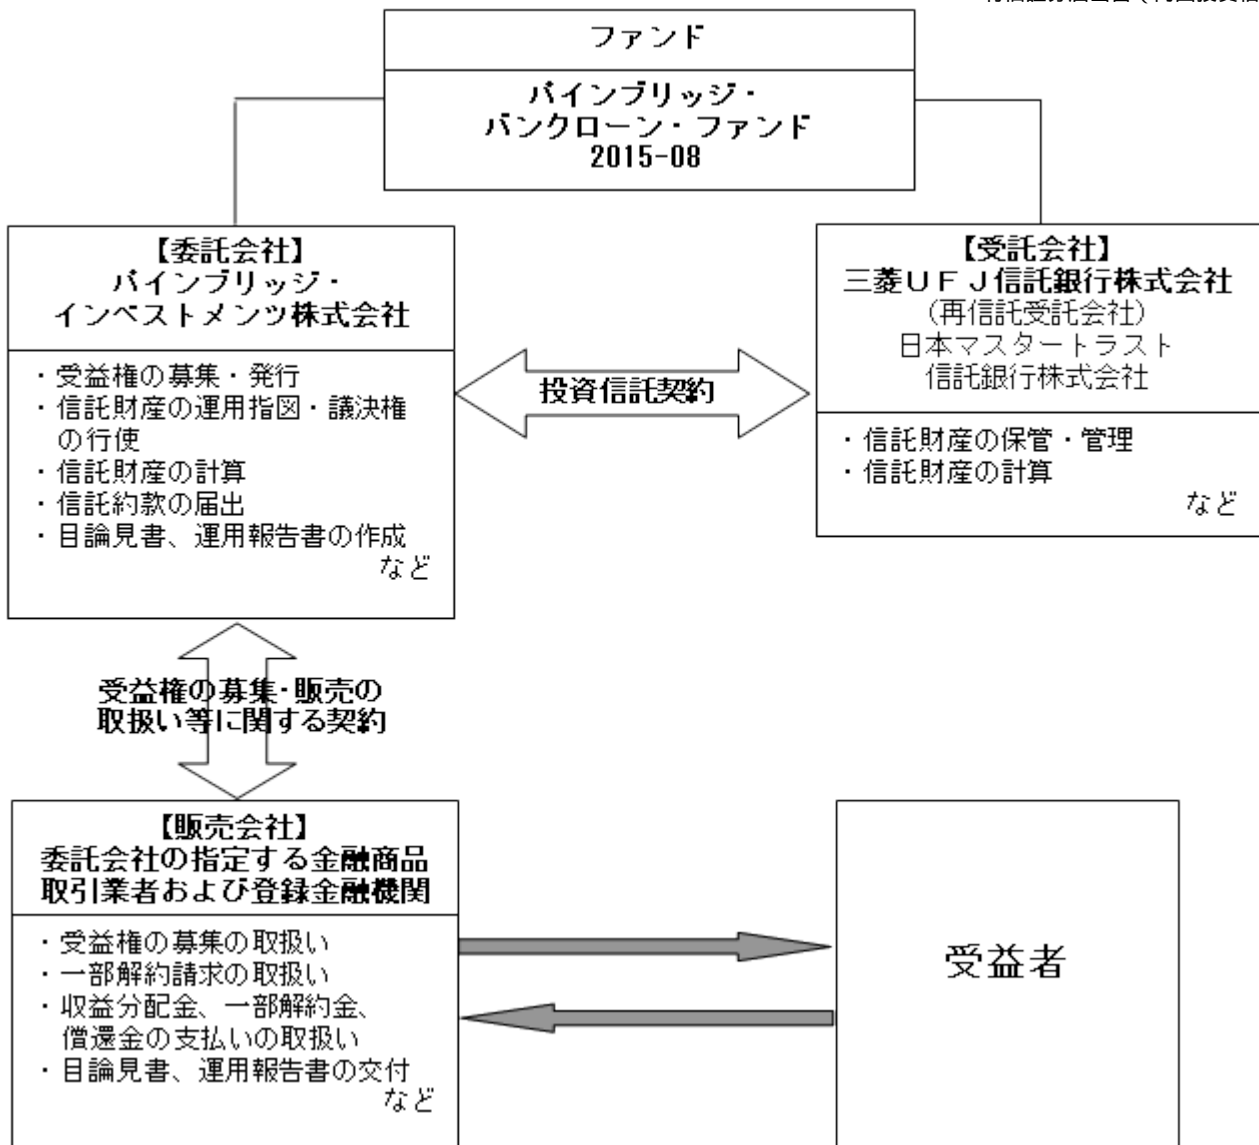 ファンド
パインブリッジ・
バンクローン・ファンド
2015-08
【委託会社】
パインブリッジ・
インベストメンツ株式会社
・受益権の募集・発行
・信託財産の運用指図・議決権
の行使
・信託財産の計算
・信託約款の届出
・目論見書、運用報告書の作成
など
投資信託契約
【受託会社】
三菱UFJ信託銀行株式会社
(再信託受託会社)
日本マスタートラスト
信託銀行株式会社
・信託財産の保管・管理
・信託財産の計算
など
受益権の募集・販売の
取扱い等に関する契約
【販売会社】
委託会社の指定する金融商品
取引業者および登録金融機関
・受益権の募集の取扱い
・一部解約請求の取扱い
・収益分配金、一部解約金、
償還金の支払いの取扱い
・目論見書、運用報告書の交付
など
受益者